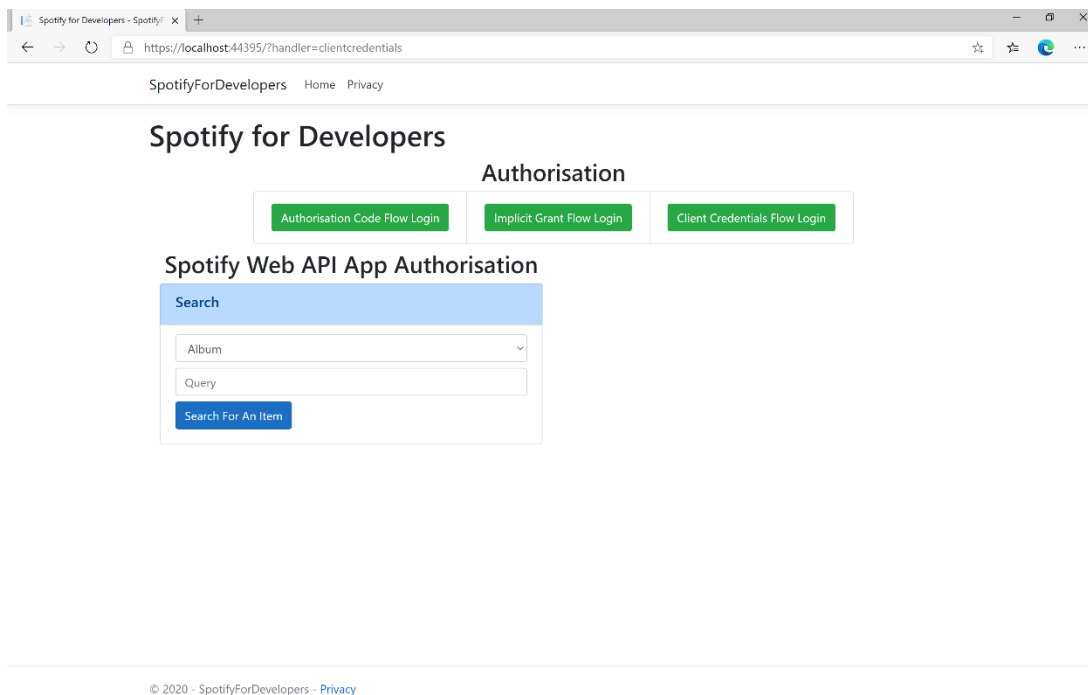 Spotify for Developers - Spotify
https://localhost:44395/?handler=clientcredentials
SpotifyForDevelopers Home Privacy
Spotify for Developers
Authorisation
Authorisation Code Flow Login Implicit Grant Flow Login Client Credentials Flow Login
Spotify Web API App Authorisation
Search
Album
Query
Search For An Item
© 2020 - SpotifyForDevelopers - Privacy